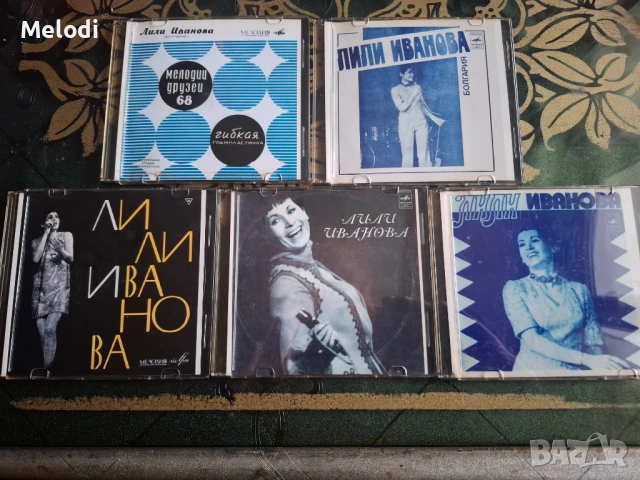 Melodi
Лили Иванова
МЕЛОДИЯ
МЕЛОДИИ
ДРУЗЕЙ
68
ГИБКАЯ
ГРАМПЛАСТИНКА
ЛИЛИ ИВАНОВА
БОЛГАРИЯ
ЛИ
ЛИ
ИВА
НО
ВА
МЕЛОДИЯ
ЛИЛИ
ИВАНОВА
ЛИЛИ ИВАНОВА
BAZAR